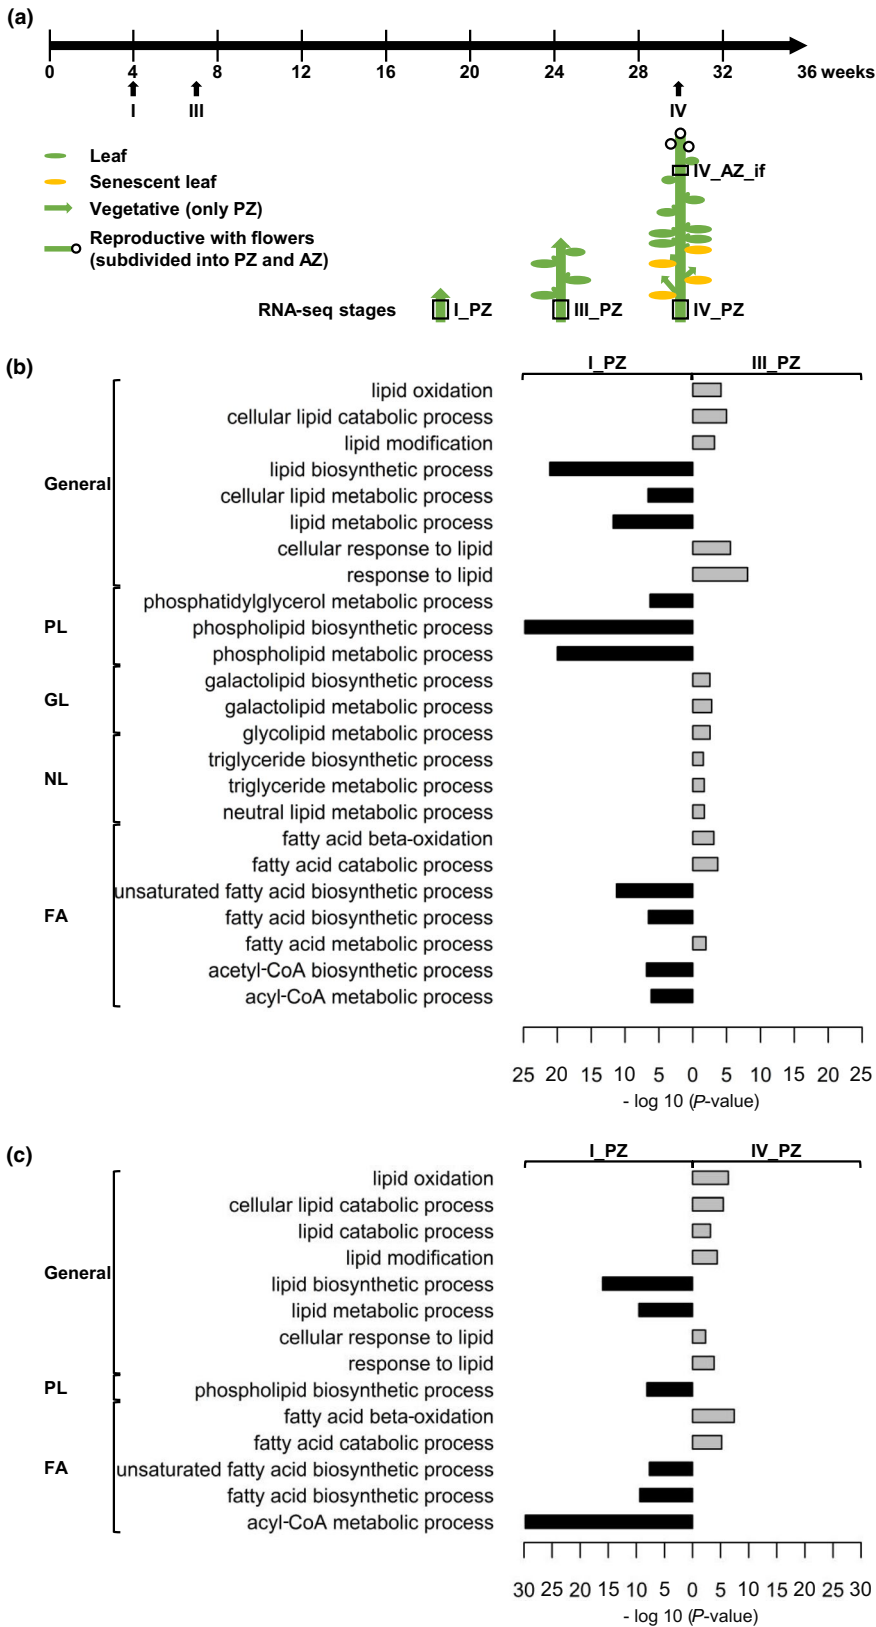 (a)
0 4 8 12 16 20 24 28 32 36 weeks
I III IV
Leaf
Senescent leaf
Vegetative (only PZ)
Reproductive with flowers
(subdivided into PZ and AZ)
IV_AZ_if
RNA-seq stages I_PZ III_PZ IV_PZ
(b)
I_PZ III_PZ
General
lipid oxidation
cellular lipid catabolic process
lipid modification
lipid biosynthetic process
cellular lipid metabolic process
lipid metabolic process
cellular response to lipid
response to lipid
PL
phosphatidylglycerol metabolic process
phospholipid biosynthetic process
phospholipid metabolic process
GL
galactolipid biosynthetic process
galactolipid metabolic process
glycolipid metabolic process
NL
triglyceride biosynthetic process
triglyceride metabolic process
neutral lipid metabolic process
FA
fatty acid beta-oxidation
fatty acid catabolic process
unsaturated fatty acid biosynthetic process
fatty acid biosynthetic process
fatty acid metabolic process
acetyl-CoA biosynthetic process
acyl-CoA metabolic process
25 20 15 10 5 0 5 10 15 20 25
- log 10 (P-value)
(c)
I_PZ IV_PZ
General
lipid oxidation
cellular lipid catabolic process
lipid catabolic process
lipid modification
lipid biosynthetic process
lipid metabolic process
cellular response to lipid
response to lipid
PL
phospholipid biosynthetic process
FA
fatty acid beta-oxidation
fatty acid catabolic process
unsaturated fatty acid biosynthetic process
fatty acid biosynthetic process
acyl-CoA metabolic process
30 25 20 15 10 5 0 5 10 15 20 25 30
- log 10 (P-value)